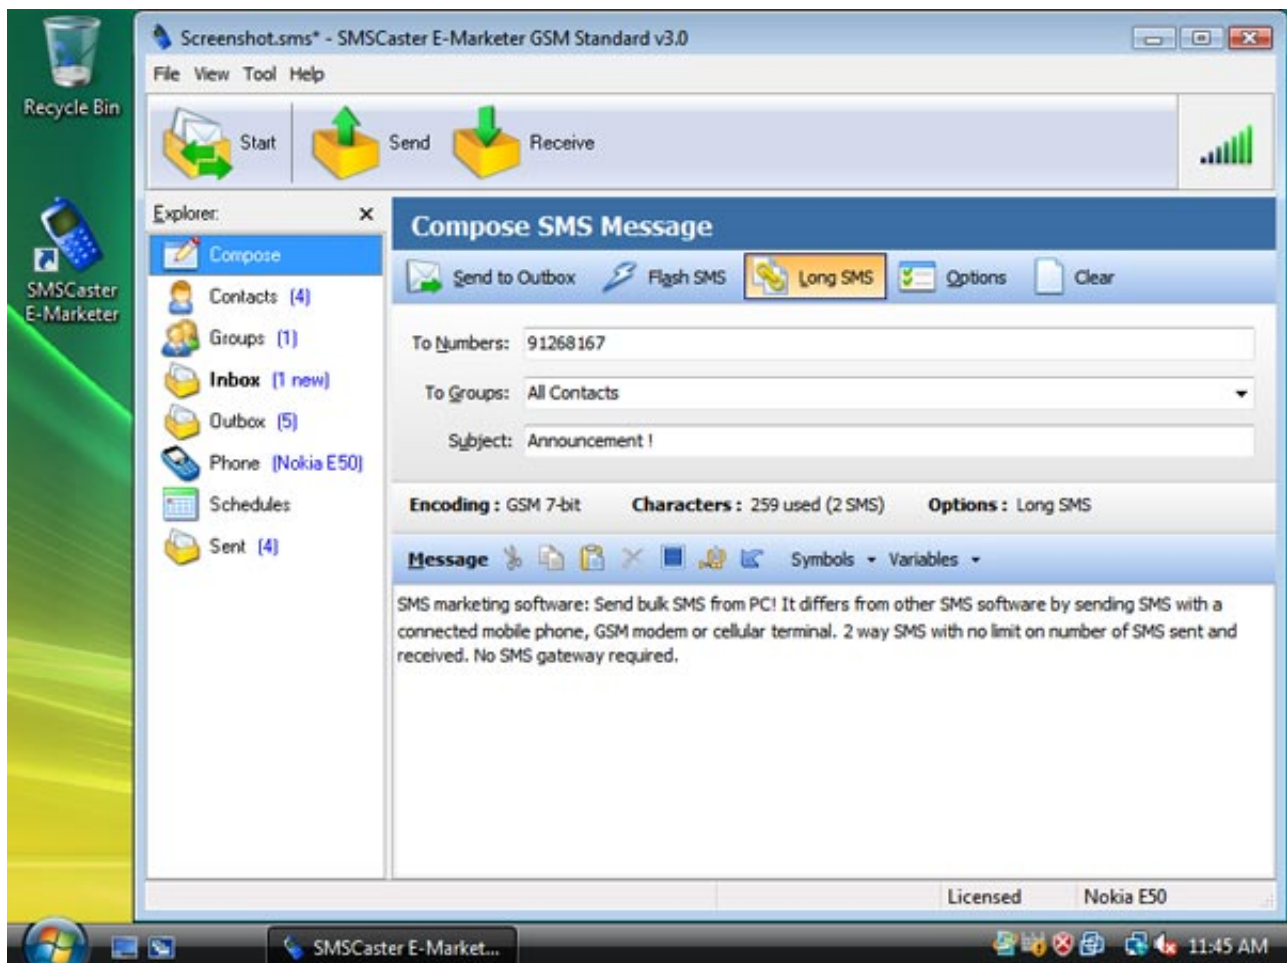 Recycle Bin
SMSCaster
E-Marketer
Screenshot.sms* - SMSCaster E-Marketer GSM Standard v3.0
File View Tool Help
Start Send Receive
Explorer:
Compose
Contacts (4)
Groups (1)
Inbox (1 new)
Outbox (5)
Phone (Nokia E50)
Schedules
Sent (4)
Compose SMS Message
Send to Outbox Flash SMS Long SMS Options Clear
To Numbers: 91268167
To Groups: All Contacts
Subject: Announcement !
Encoding : GSM 7-bit Characters : 259 used (2 SMS) Options : Long SMS
Message Symbols Variables
SMS marketing software: Send bulk SMS from PC! It differs from other SMS software by sending SMS with a
connected mobile phone, GSM modem or cellular terminal. 2 way SMS with no limit on number of SMS sent and
received. No SMS gateway required.
Licensed Nokia E50
SMSCaster E-Market... 11:45 AM